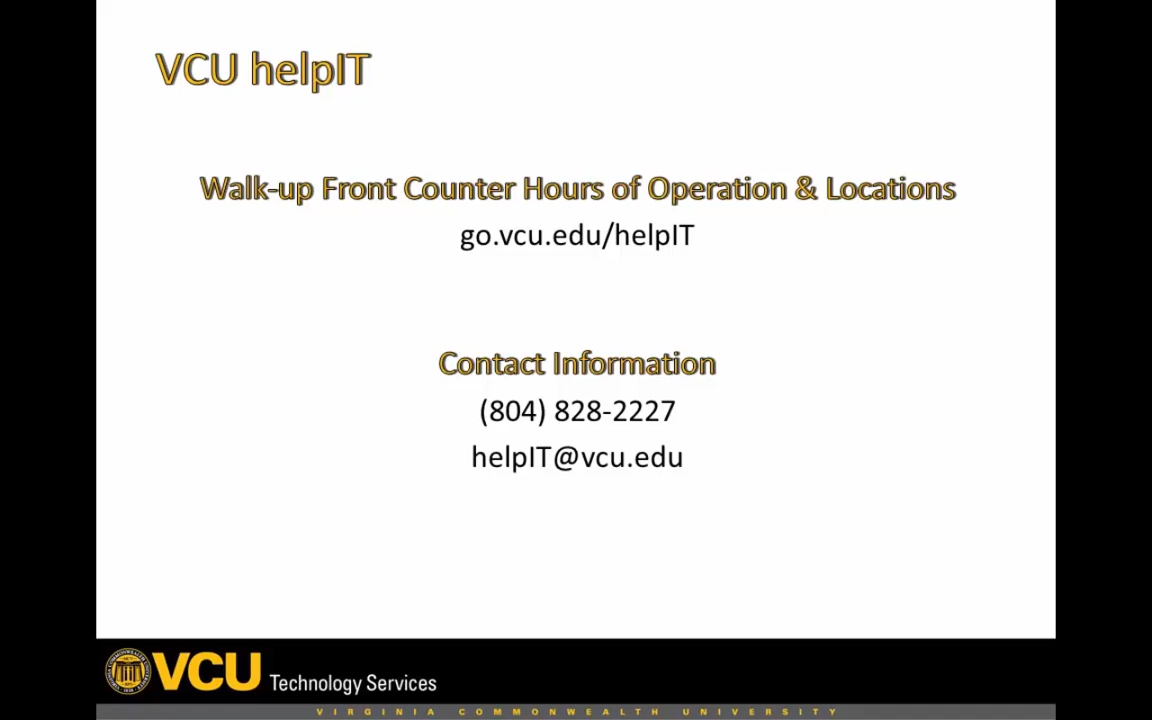 VCU helpIT
Walk-up Front Counter Hours of Operation & Locations
go.vcu.edu/helpIT
Contact Information
(804) 828-2227
helpIT@vcu.edu
VCU Technology Services
VIRGINIA COMMONWEALTH UNIVERSITY